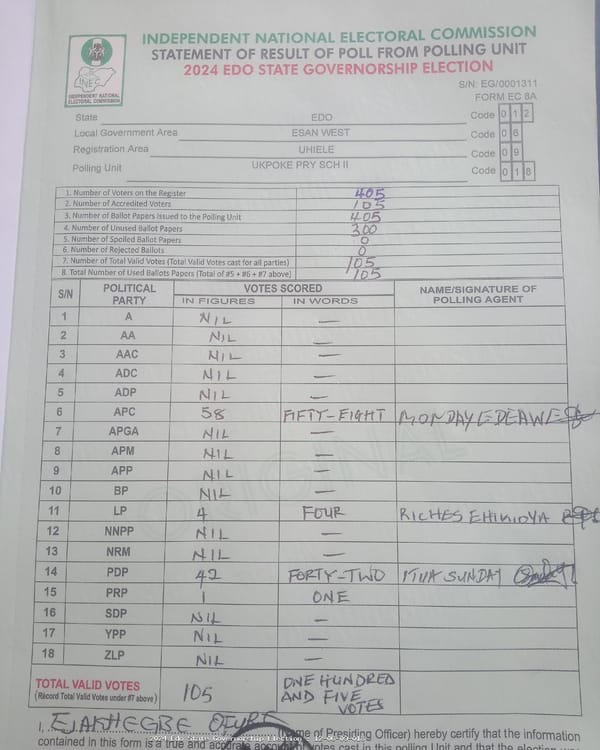 INDEPENDENT NATIONAL ELECTORAL COMMISSION
STATEMENT OF RESULT OF POLL FROM POLLING UNIT
2024 EDO STATE GOVERNORSHIP ELECTION
INEC
INDEPENDENT NATIONAL
ELECTORAL COMMISSION
S/N: EG/0001311
FORM EC 8A
State EDO Code 0 1 2
Local Government Area ESAN WEST Code 0 6
Registration Area UHIELE Code 0 9
Polling Unit UKPOKE PRY SCH II Code 0 1 8
1. Number of Voters on the Register 405
2. Number of Accredited Voters 105
3. Number of Ballot Papers Issued to the Polling Unit 405
4. Number of Unused Ballot Papers 300
5. Number of Spoiled Ballot Papers 0
6. Number of Rejected Ballots 0
7. Number of Total Valid Votes (Total Valid Votes cast for all parties) 105
8. Total Number of Used Ballots Papers (Total of #5 + #6 + #7 above) 105
S/N POLITICAL PARTY VOTES SCORED NAME/SIGNATURE OF POLLING AGENT
IN FIGURES IN WORDS
1 A NIL —
2 AA NIL —
3 AAC NIL —
4 ADC NIL —
5 ADP NIL —
6 APC 58 FIFTY-EIGHT MONDAY EDEAWE
7 APGA NIL —
8 APM NIL —
9 APP NIL —
10 BP NIL —
11 LP 4 FOUR RICHES EHIKIOYA
12 NNPP NIL —
13 NRM NIL —
14 PDP 42 FORTY-TWO ITUA SUNDAY
15 PRP 1 ONE
16 SDP NIL —
17 YPP NIL —
18 ZLP NIL —
ORIGINAL
TOTAL VALID VOTES 105 ONE HUNDRED
(Record Total Valid Votes under #7 above) AND FIVE
VOTES
I, (Name of Presiding Officer) hereby certify that the information
contained in this form is a true and accurate account of votes cast in this polling Unit and that the election
2024 Edo State Governorship Election